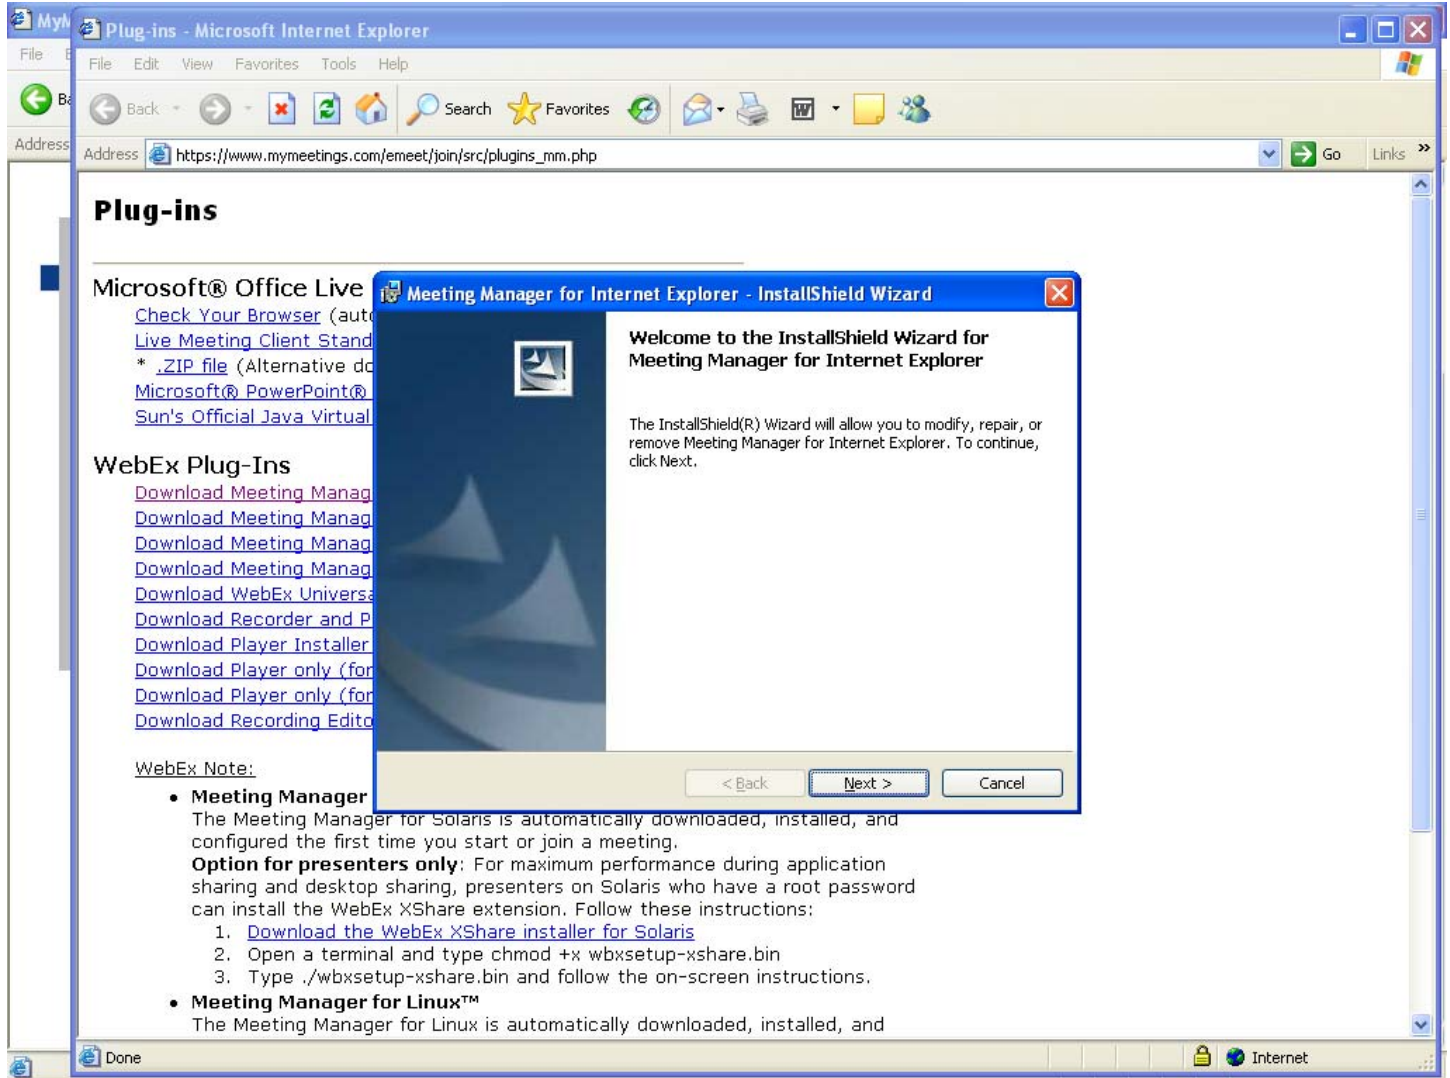 MyM
Plug-ins - Microsoft Internet Explorer
File
File Edit View Favorites Tools Help
Ba
Back Search Favorites
Address
Address https://www.mymeetings.com/emeet/join/src/plugins_mm.php Go Links »
Plug-ins
Microsoft® Office Live
Check Your Browser (auto
Live Meeting Client Stand
* .ZIP file (Alternative do
Microsoft® PowerPoint®
Sun's Official Java Virtual
WebEx Plug-Ins
Download Meeting Manag
Download Meeting Manag
Download Meeting Manag
Download Meeting Manag
Download WebEx Universa
Download Recorder and P
Download Player Installer
Download Player only (for
Download Player only (for
Download Recording Edito
Meeting Manager for Internet Explorer - InstallShield Wizard
Welcome to the InstallShield Wizard for
Meeting Manager for Internet Explorer
The InstallShield(R) Wizard will allow you to modify, repair, or
remove Meeting Manager for Internet Explorer. To continue,
click Next.
< Back Next > Cancel
WebEx Note:
• Meeting Manager
The Meeting Manager for Solaris is automatically downloaded, installed, and
configured the first time you start or join a meeting.
Option for presenters only: For maximum performance during application
sharing and desktop sharing, presenters on Solaris who have a root password
can install the WebEx XShare extension. Follow these instructions:
1. Download the WebEx XShare installer for Solaris
2. Open a terminal and type chmod +x wbxsetup-xshare.bin
3. Type ./wbxsetup-xshare.bin and follow the on-screen instructions.
• Meeting Manager for Linux™
The Meeting Manager for Linux is automatically downloaded, installed, and
Done Internet